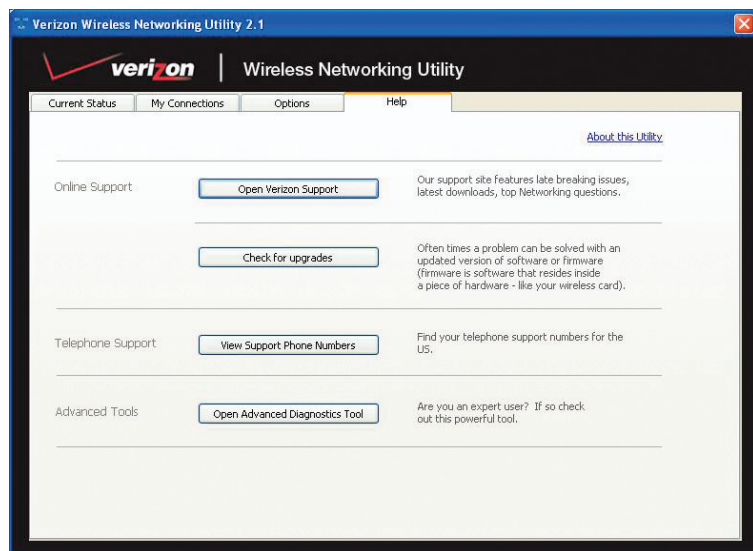 Verizon Wireless Networking Utility 2.1
verizon | Wireless Networking Utility
Current Status My Connections Options Help
About this Utility
Online Support
Open Verizon Support
Our support site features late breaking issues,
latest downloads, top Networking questions.
Check for upgrades
Often times a problem can be solved with an
updated version of software or firmware
(firmware is software that resides inside
a piece of hardware - like your wireless card).
Telephone Support
View Support Phone Numbers
Find your telephone support numbers for the
US.
Advanced Tools
Open Advanced Diagnostics Tool
Are you an expert user? If so check
out this powerful tool.